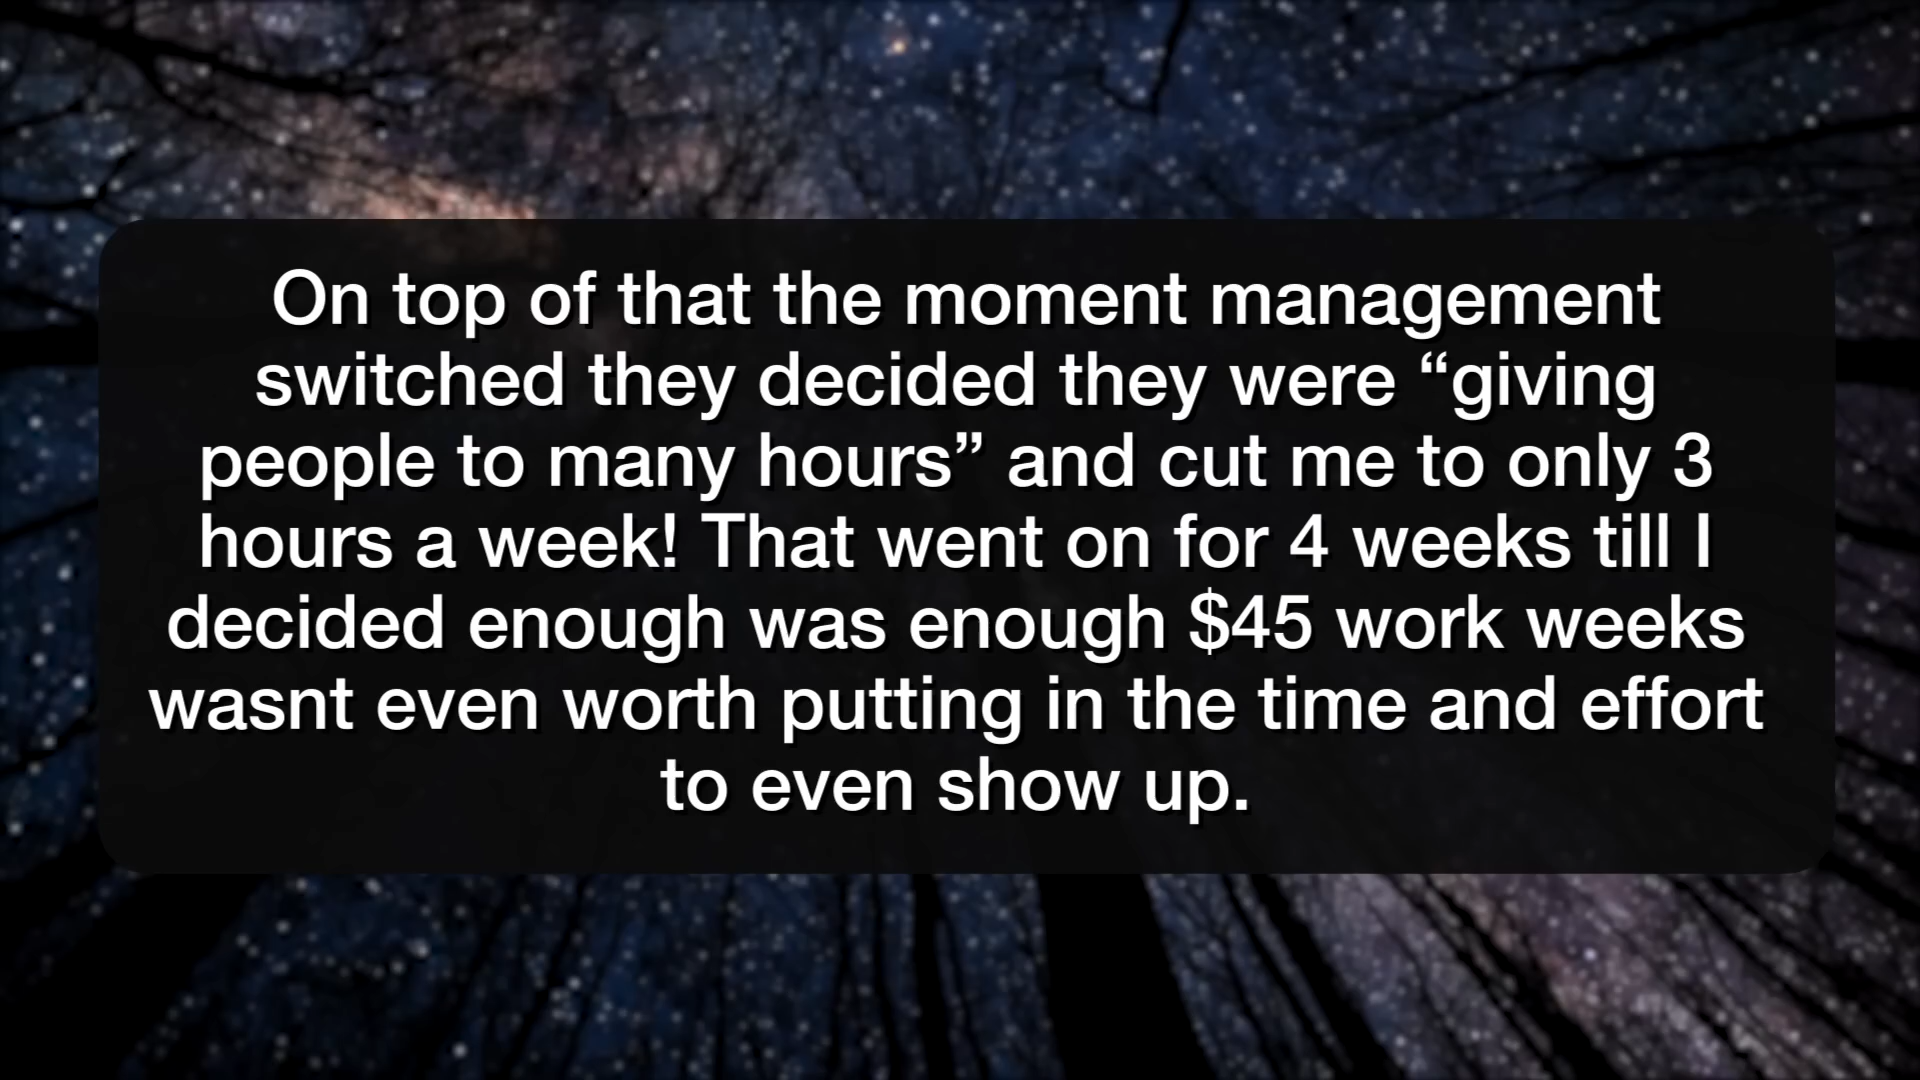 On top of that the moment management
switched they decided they were “giving
people to many hours” and cut me to only 3
hours a week! That went on for 4 weeks till I
decided enough was enough $45 work weeks
wasnt even worth putting in the time and effort
to even show up.